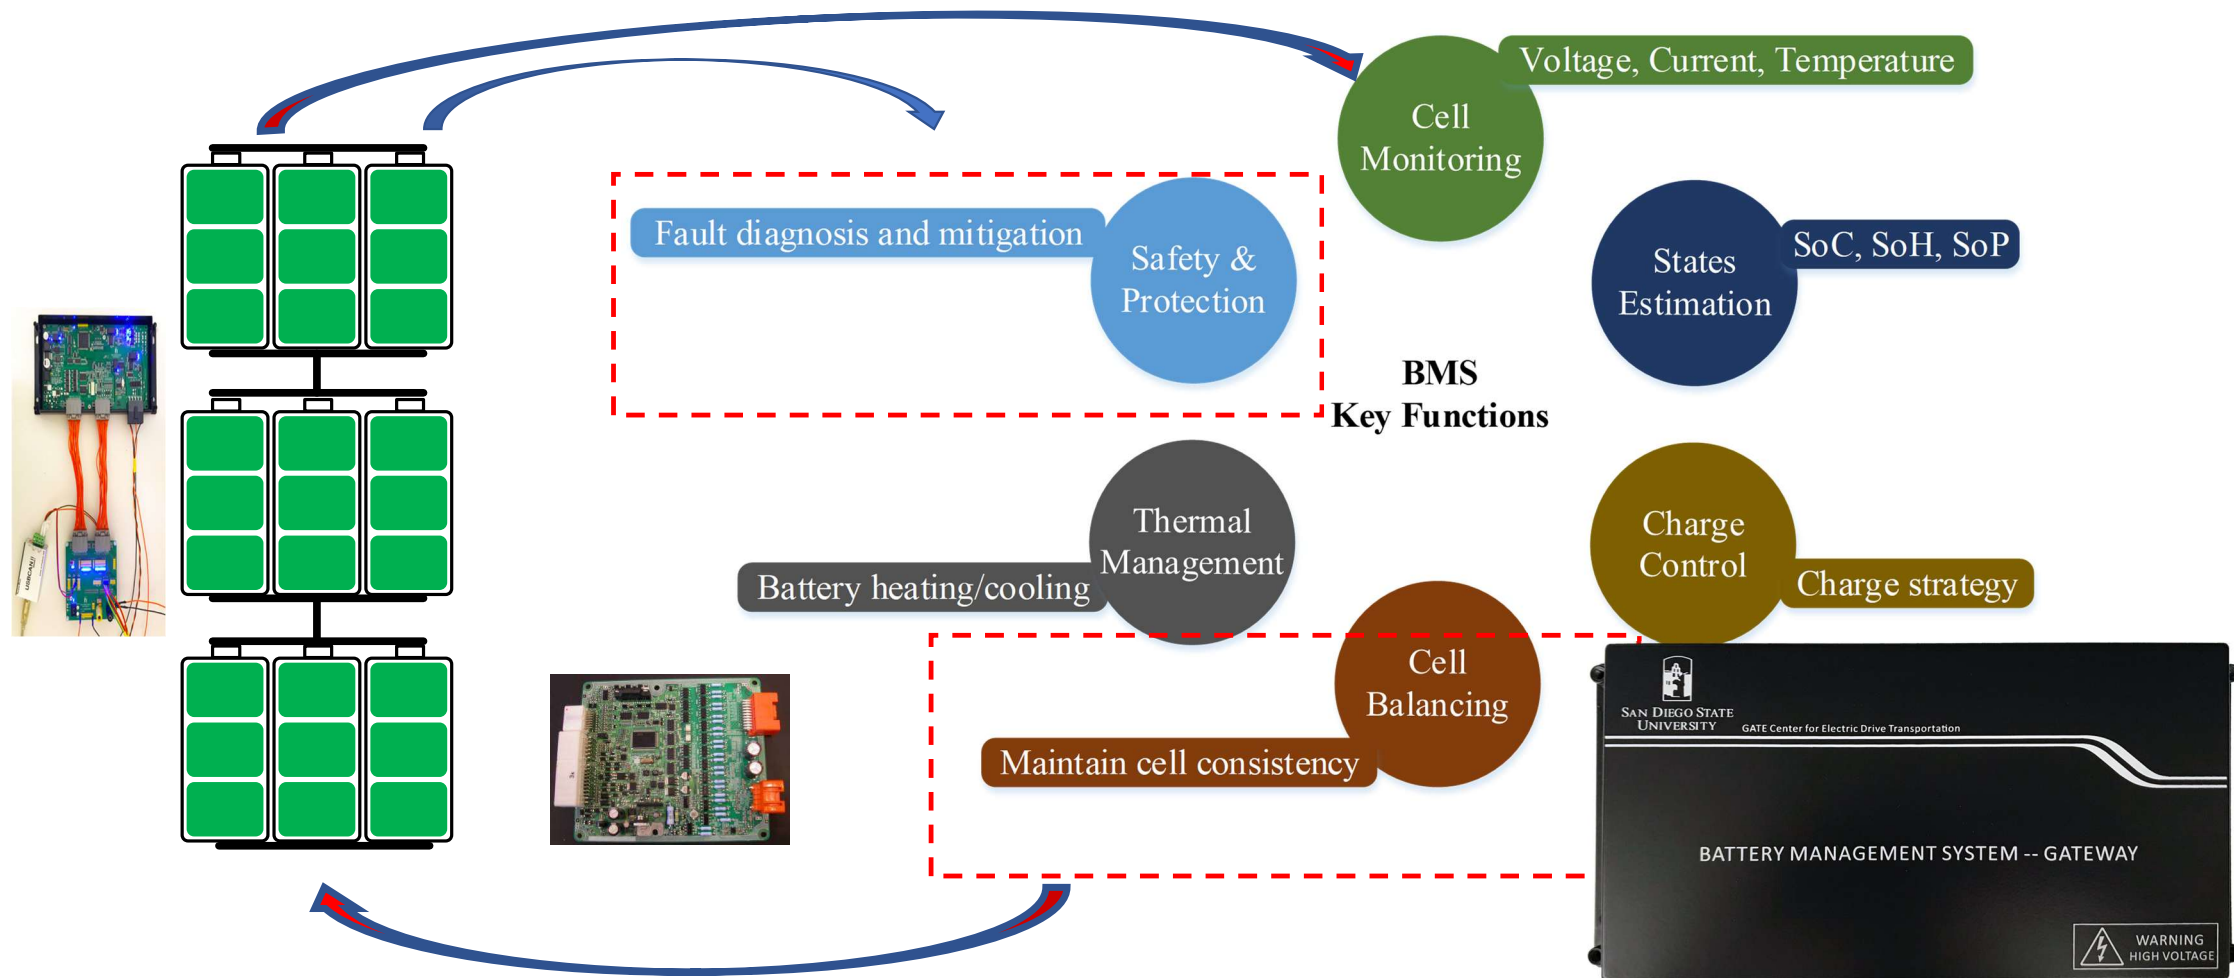 Voltage, Current, Temperature
Cell
Monitoring
Fault diagnosis and mitigation
Safety &
Protection
States
Estimation
SoC, SoH, SoP
BMS
Key Functions
Thermal
Management
Battery heating/cooling
Charge
Control
Charge strategy
Cell
Balancing
Maintain cell consistency
USBCAN II
SAN DIEGO STATE
UNIVERSITY
GATE Center for Electric Drive Transportation
BATTERY MANAGEMENT SYSTEM -- GATEWAY
WARNING
HIGH VOLTAGE